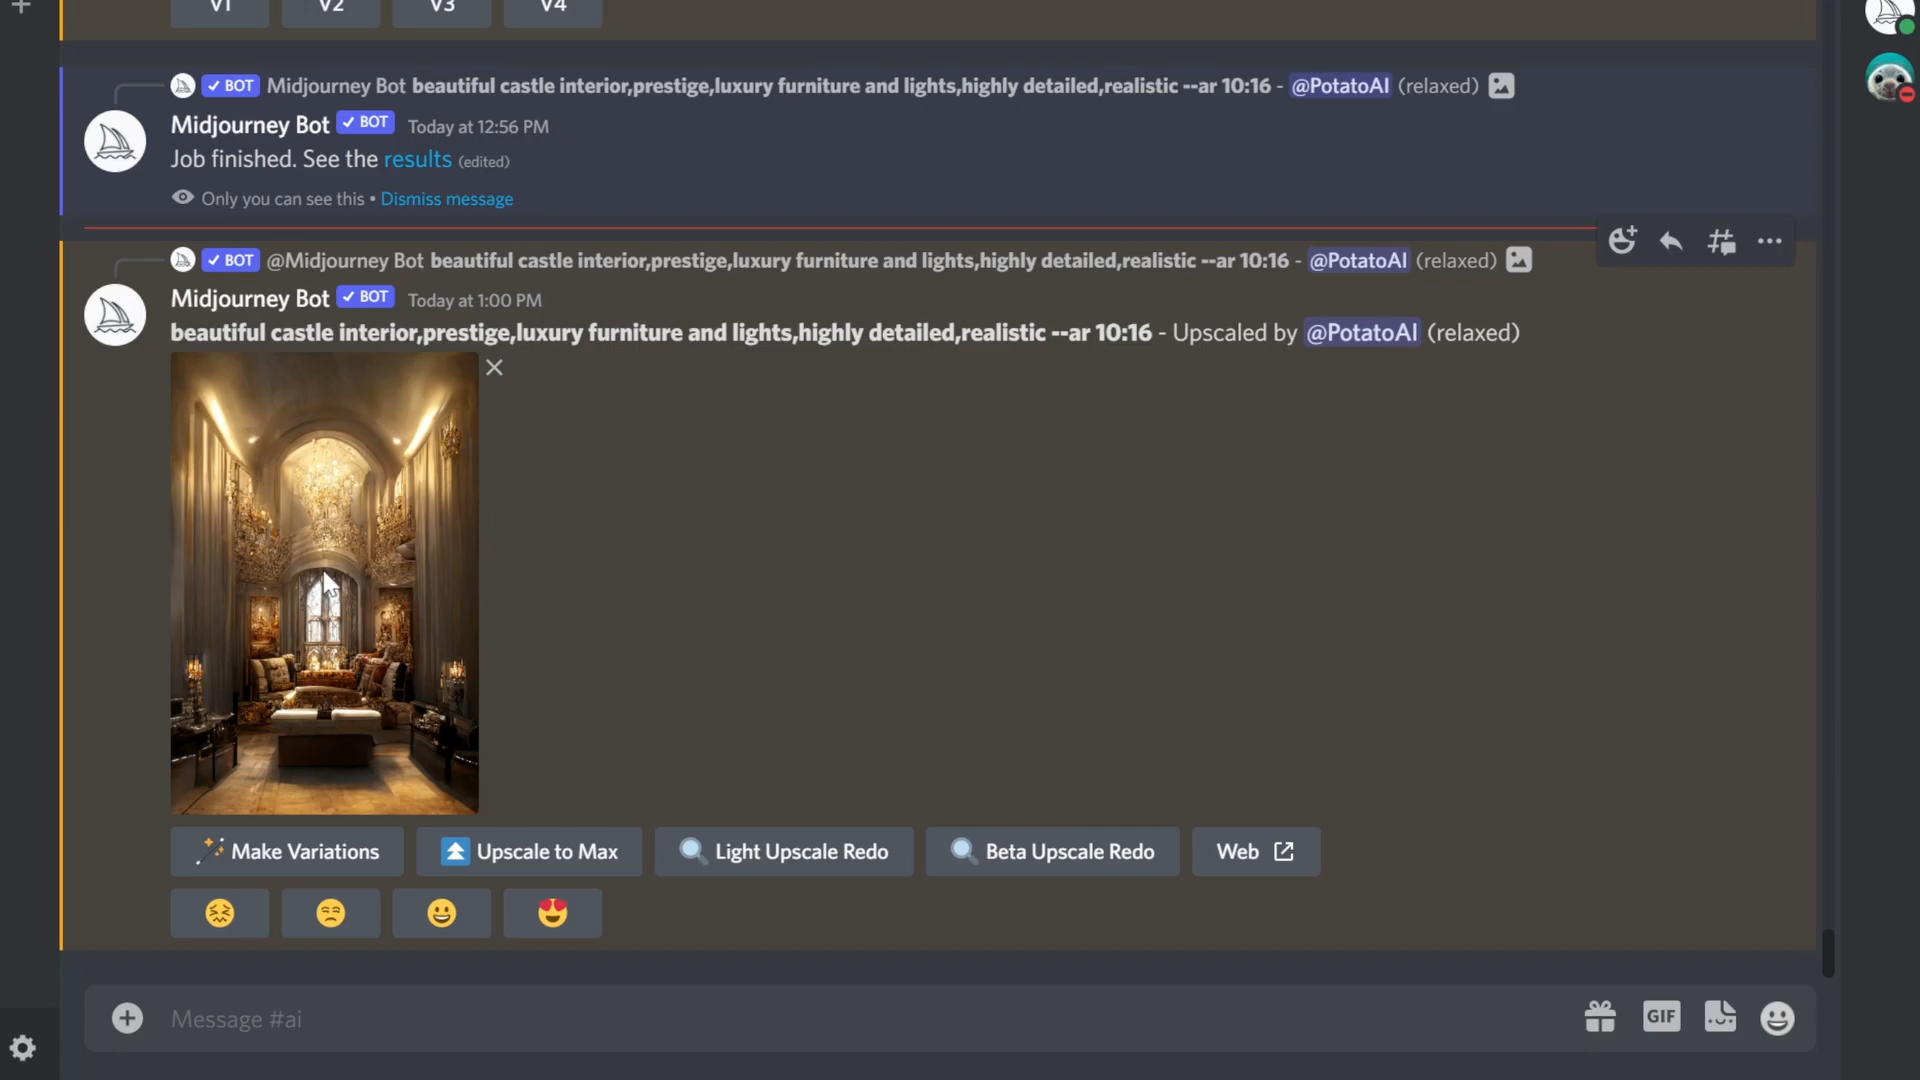 V1 V2 V3 V4
✓ BOT Midjourney Bot beautiful castle interior,prestige,luxury furniture and lights,highly detailed,realistic --ar 10:16 - @PotatoAI (relaxed)
Midjourney Bot ✓ BOT Today at 12:56 PM
Job finished. See the results (edited)
Only you can see this • Dismiss message
✓ BOT @Midjourney Bot beautiful castle interior,prestige,luxury furniture and lights,highly detailed,realistic --ar 10:16 - @PotatoAI (relaxed)
Midjourney Bot ✓ BOT Today at 1:00 PM
beautiful castle interior,prestige,luxury furniture and lights,highly detailed,realistic --ar 10:16 - Upscaled by @PotatoAI (relaxed)
Make Variations Upscale to Max Light Upscale Redo Beta Upscale Redo Web
Message #ai GIF